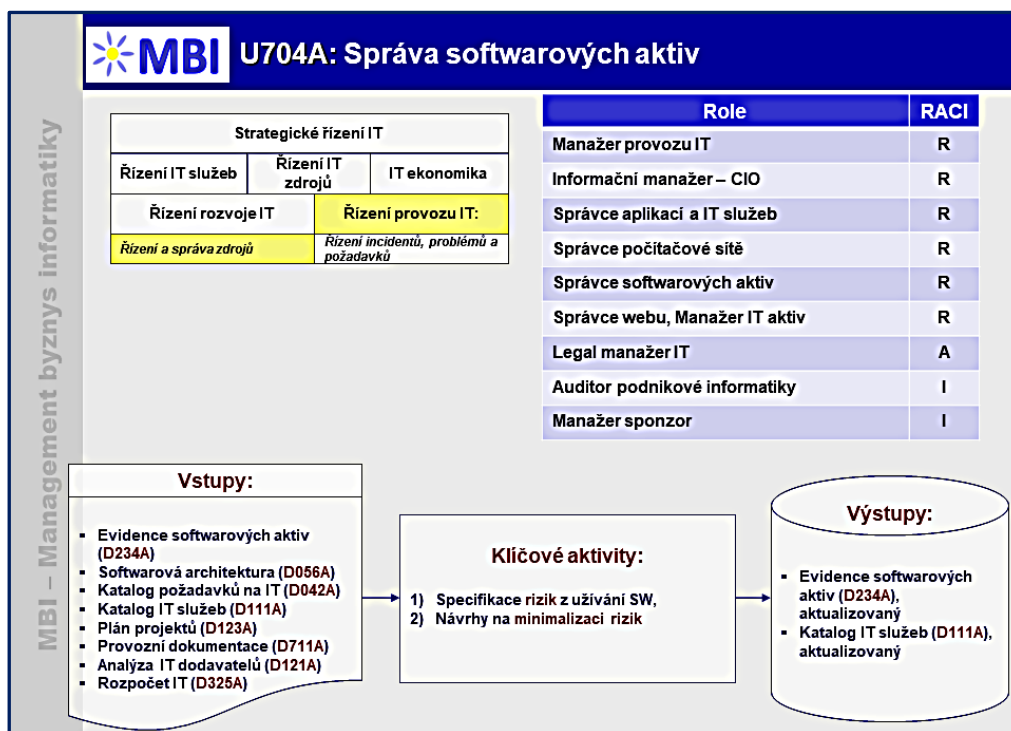 MBI
U704A: Správa softwarových aktiv
MBI – Management byznys informatiky
Strategické řízení IT
Řízení IT služeb
Řízení IT
zdrojů
IT ekonomika
Řízení rozvoje IT
Řízení provozu IT:
Řízení a správa zdrojů
Řízení incidentů, problémů a
požadavků
Role RACI
Manažer provozu IT R
Informační manažer – CIO R
Správce aplikací a IT služeb R
Správce počítačové sítě R
Správce softwarových aktiv R
Správce webu, Manažer IT aktiv R
Legal manažer IT A
Auditor podnikové informatiky I
Manažer sponzor I
Vstupy:
▪ Evidence softwarových aktiv
(D234A)
▪ Softwarová architektura (D056A)
▪ Katalog požadavků na IT (D042A)
▪ Katalog IT služeb (D111A)
▪ Plán projektů (D123A)
▪ Provozní dokumentace (D711A)
▪ Analýza IT dodavatelů (D121A)
▪ Rozpočet IT (D325A)
Klíčové aktivity:
1) Specifikace rizik z užívání SW,
2) Návrhy na minimalizaci rizik
Výstupy:
▪ Evidence softwarových
aktiv (D234A),
aktualizovaný
▪ Katalog IT služeb (D111A),
aktualizovaný